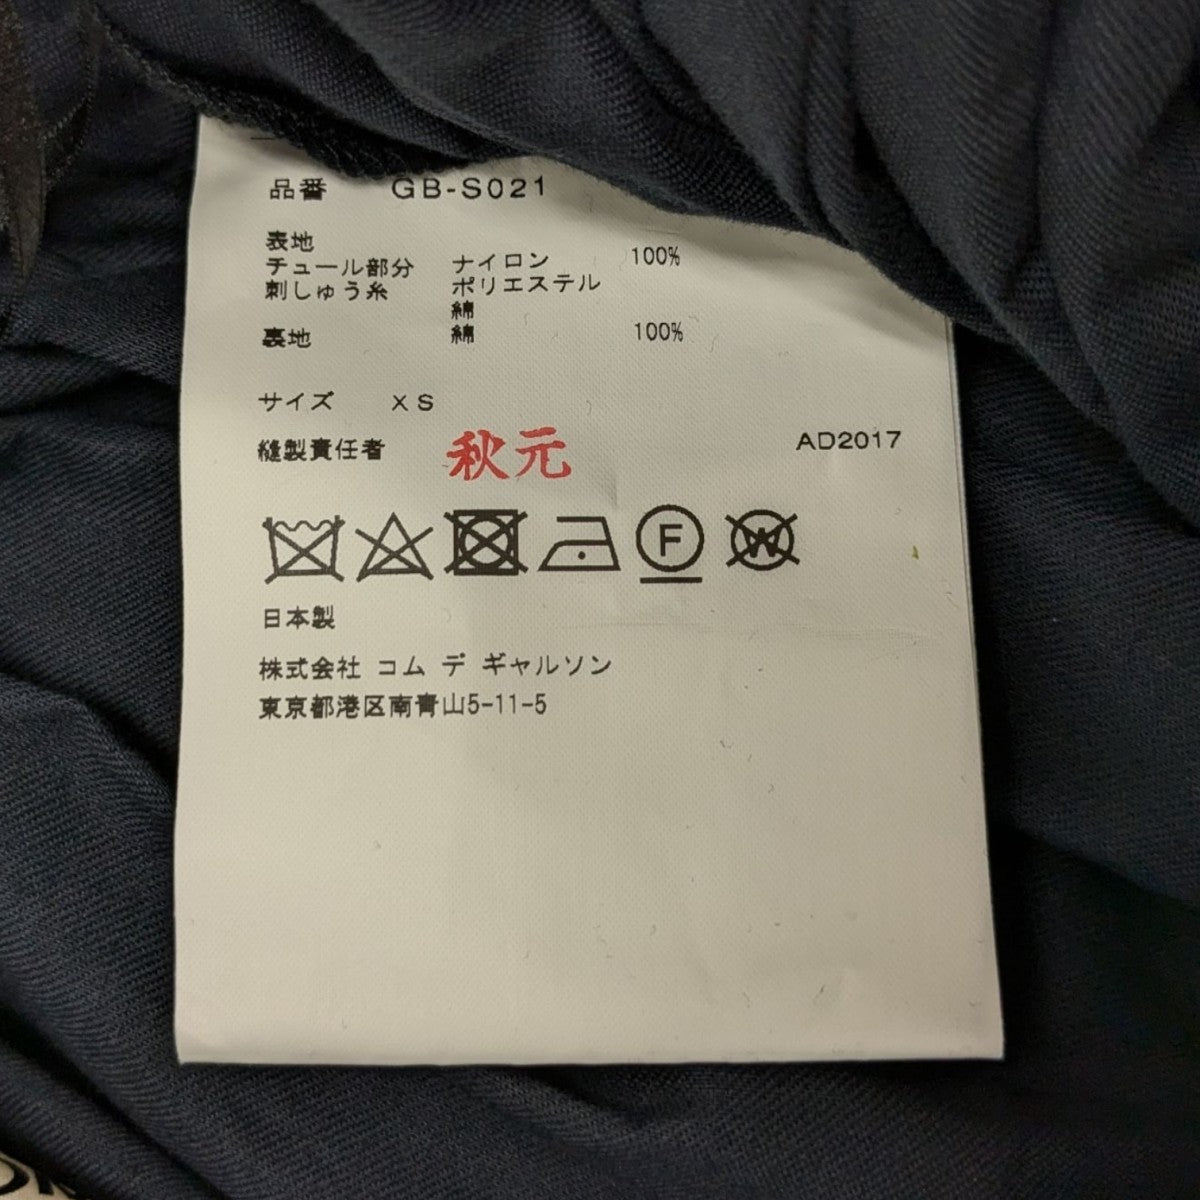 品番 GB-S021
表地
チュール部分 ナイロン 100%
刺しゅう糸 ポリエステル
綿
裏地 綿 100%
サイズ XS
縫製責任者 秋元 AD2017
F W
日本製
株式会社 コム デ ギャルソン
東京都港区南青山5-11-5